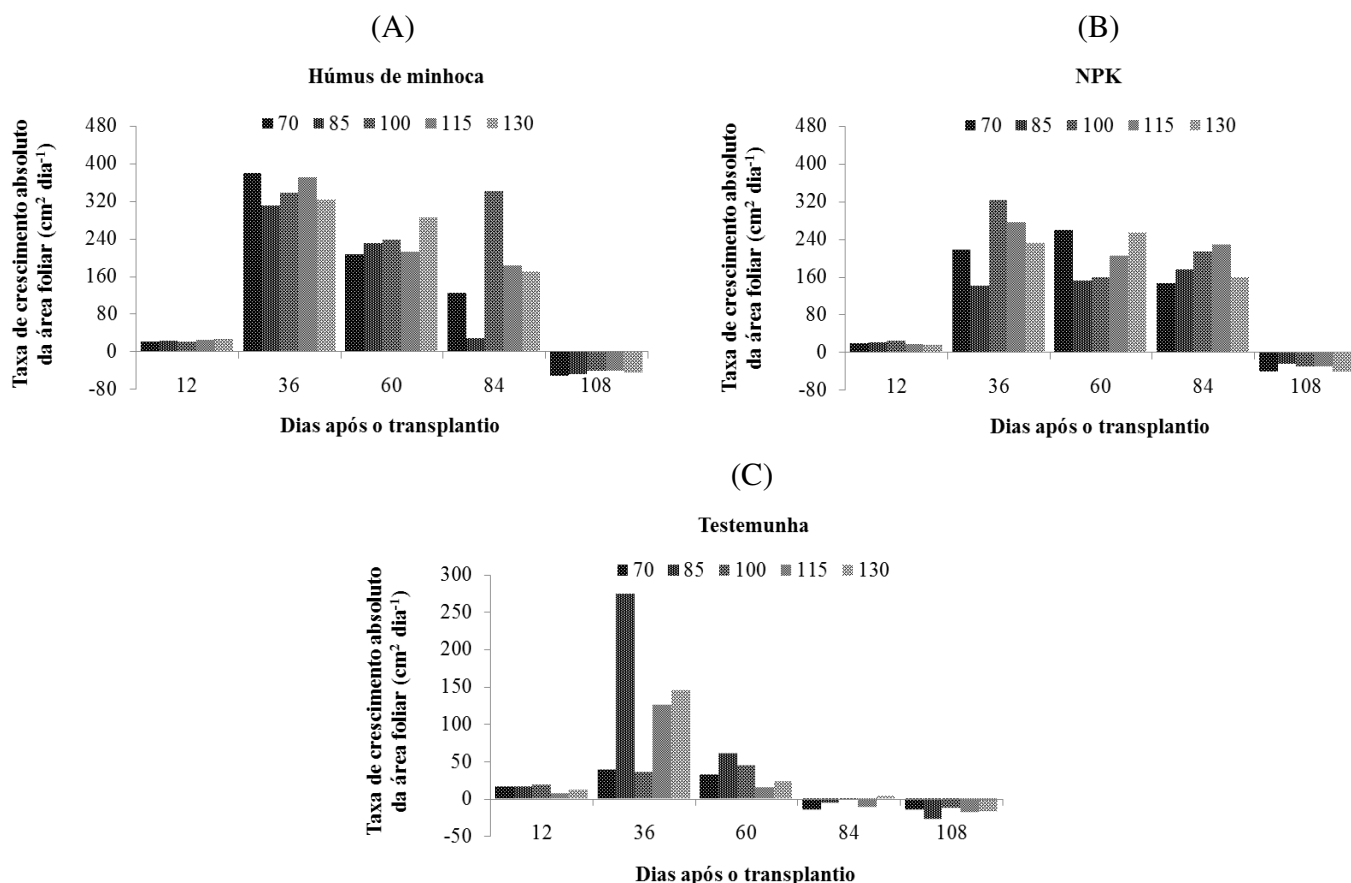 (A)
Húmus de minhoca
70 85 100 115 130
Taxa de crescimento absoluto
da área foliar (cm² dia⁻¹)
480
400
320
240
160
80
0
-80
12 36 60 84 108
Dias após o transplantio
(B)
NPK
70 85 100 115 130
Taxa de crescimento absoluto
da área foliar (cm² dia⁻¹)
480
400
320
240
160
80
0
-80
12 36 60 84 108
Dias após o transplantio
(C)
Testemunha
70 85 100 115 130
Taxa de crescimento absoluto
da área foliar (cm² dia⁻¹)
300
250
200
150
100
50
0
-50
12 36 60 84 108
Dias após o transplantio